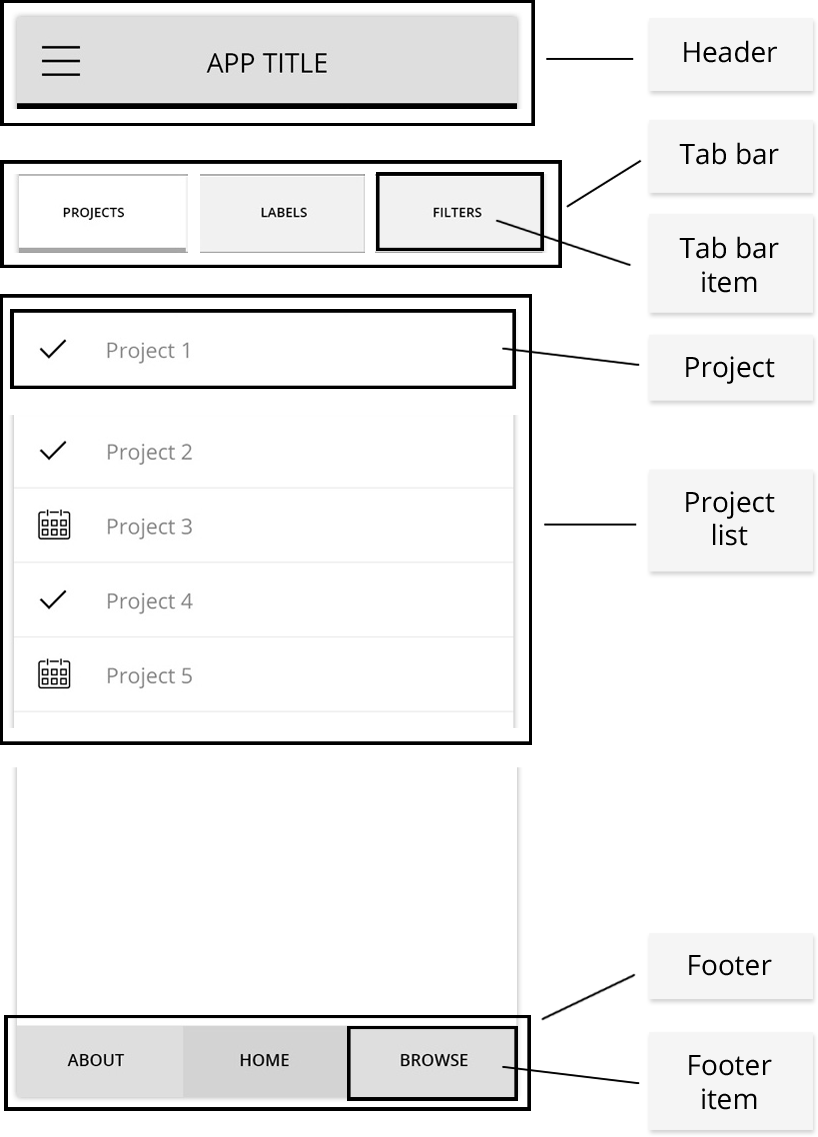 APP TITLE
Header
Tab bar
PROJECTS
LABELS
FILTERS
Tab bar
item
Project 1
Project
Project 2
Project 3
Project
list
Project 4
Project 5
Footer
ABOUT
HOME
BROWSE
Footer
item